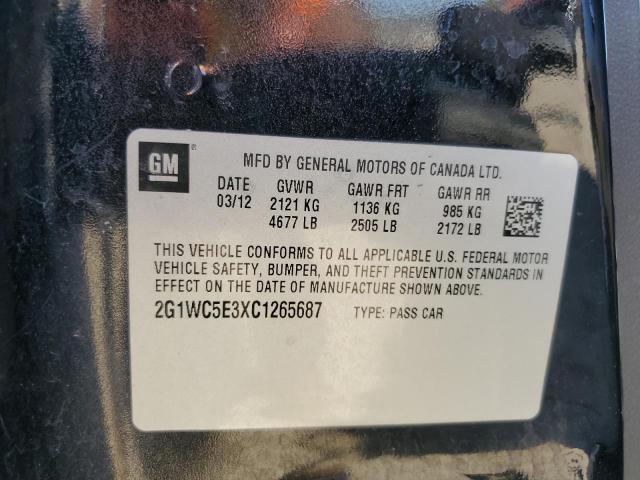 GM
MFD BY GENERAL MOTORS OF CANADA LTD.
DATE GVWR GAWR FRT GAWR RR
03/12 2121 KG 1136 KG 985 KG
4677 LB 2505 LB 2172 LB
THIS VEHICLE CONFORMS TO ALL APPLICABLE U.S. FEDERAL MOTOR
VEHICLE SAFETY, BUMPER, AND THEFT PREVENTION STANDARDS IN
EFFECT ON THE DATE OF MANUFACTURE SHOWN ABOVE.
2G1WC5E3XC1265687 TYPE: PASS CAR